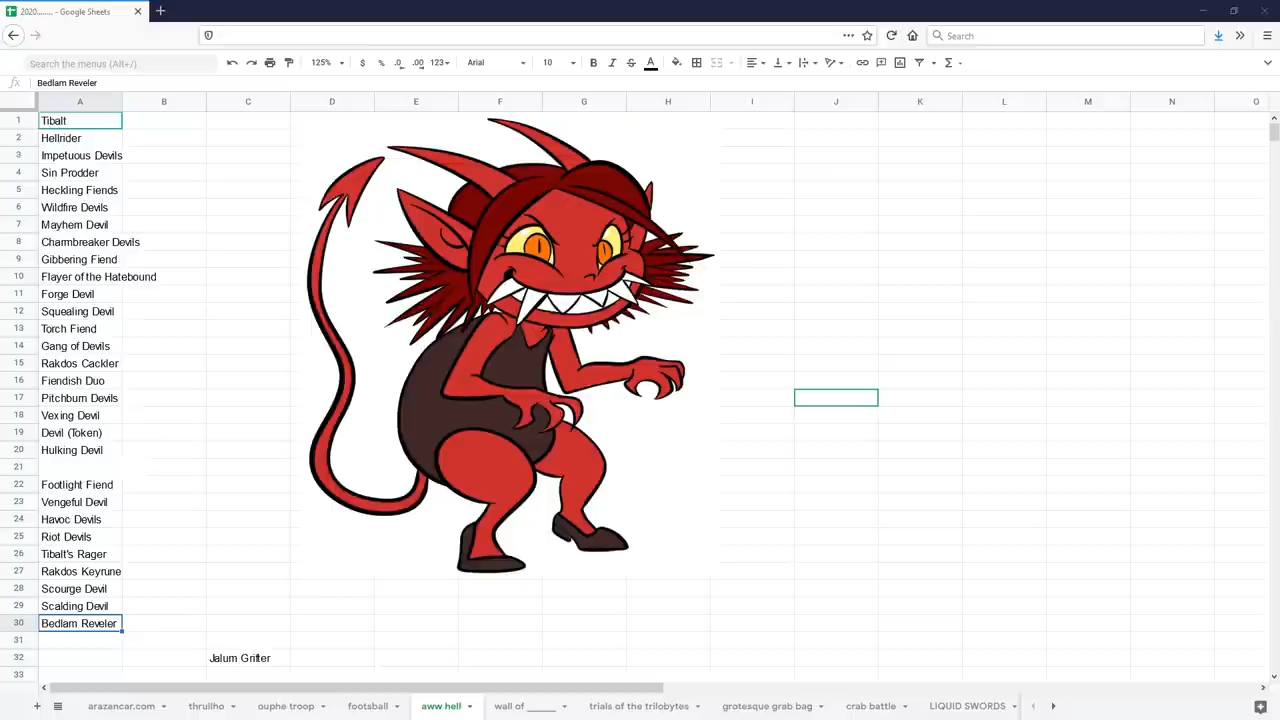 2020........ - Google Sheets
Search
Search the menus (Alt+/)
125%
$
%
.0
.00
123
Arial
10
B
I
S
A
fx
Bedlam Reveler
A B C D E F G H I J K L M N O
1 Tibalt
2 Hellrider
3 Impetuous Devils
4 Sin Prodder
5 Heckling Fiends
6 Wildfire Devils
7 Mayhem Devil
8 Charmbreaker Devils
9 Gibbering Fiend
10 Flayer of the Hatebound
11 Forge Devil
12 Squealing Devil
13 Torch Fiend
14 Gang of Devils
15 Rakdos Cackler
16 Fiendish Duo
17 Pitchburn Devils
18 Vexing Devil
19 Devil (Token)
20 Hulking Devil
21
22 Footlight Fiend
23 Vengeful Devil
24 Havoc Devils
25 Riot Devils
26 Tibalt's Rager
27 Rakdos Keyrune
28 Scourge Devil
29 Scalding Devil
30 Bedlam Reveler
31
32 Jalum Grifter
33
arazancar.com thrullho ouphe troop footsball aww hell wall of ______ trials of the trilobytes grotesque grab bag crab battle LIQUID SWORDS